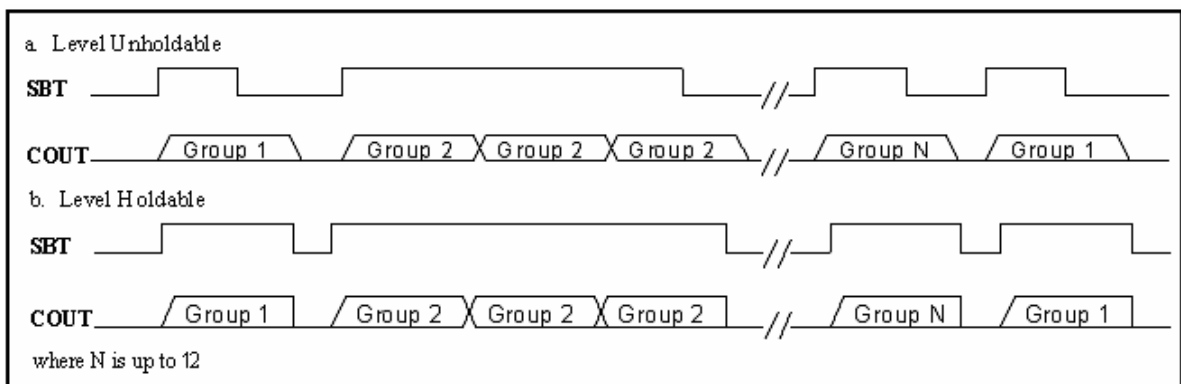 a. Level Unholdable
SBT
//
COUT Group 1 Group 2 Group 2 Group 2 // Group N Group 1
b. Level Holdable
SBT
//
COUT Group 1 Group 2 Group 2 Group 2 // Group N Group 1
where N is up to 12